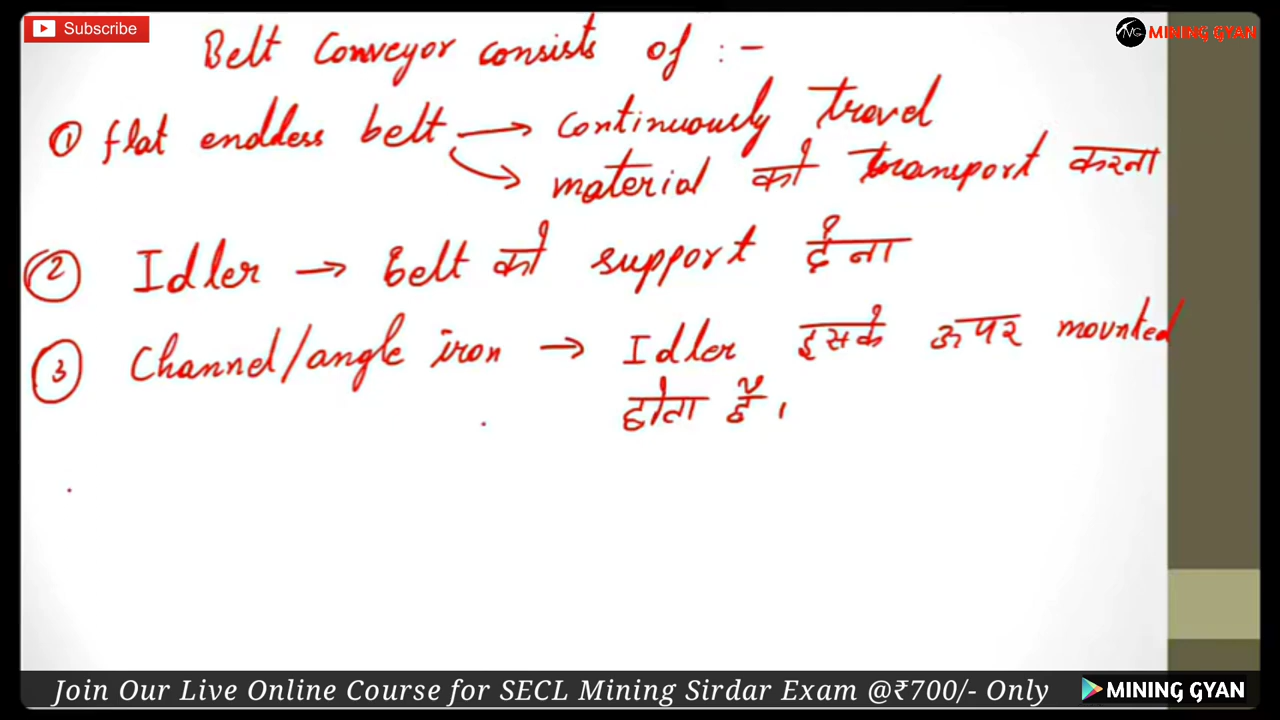 Subscribe
MINING GYAN
Belt Conveyor consists of :-
① flat enddess belt → continuously travel
→ material को transport करना
② Idler → Belt को support देना
③ Channel/angle iron → Idler इसके ऊपर mounted
होता है।
Join Our Live Online Course for SECL Mining Sirdar Exam @₹700/- Only
MINING GYAN